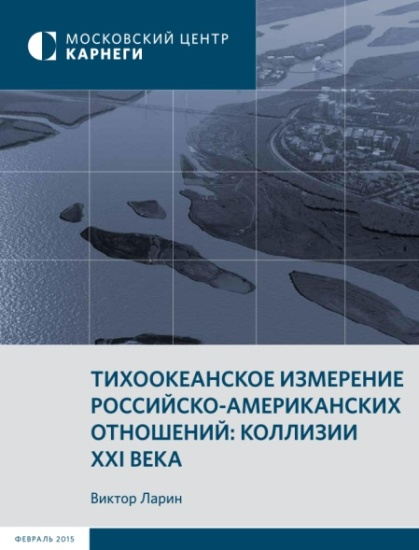 МОСКОВСКИЙ ЦЕНТР
КАРНЕГИ
ТИХООКЕАНСКОЕ ИЗМЕРЕНИЕ
РОССИЙСКО-АМЕРИКАНСКИХ
ОТНОШЕНИЙ: КОЛЛИЗИИ
XXI ВЕКА
Виктор Ларин
ФЕВРАЛЬ 2015